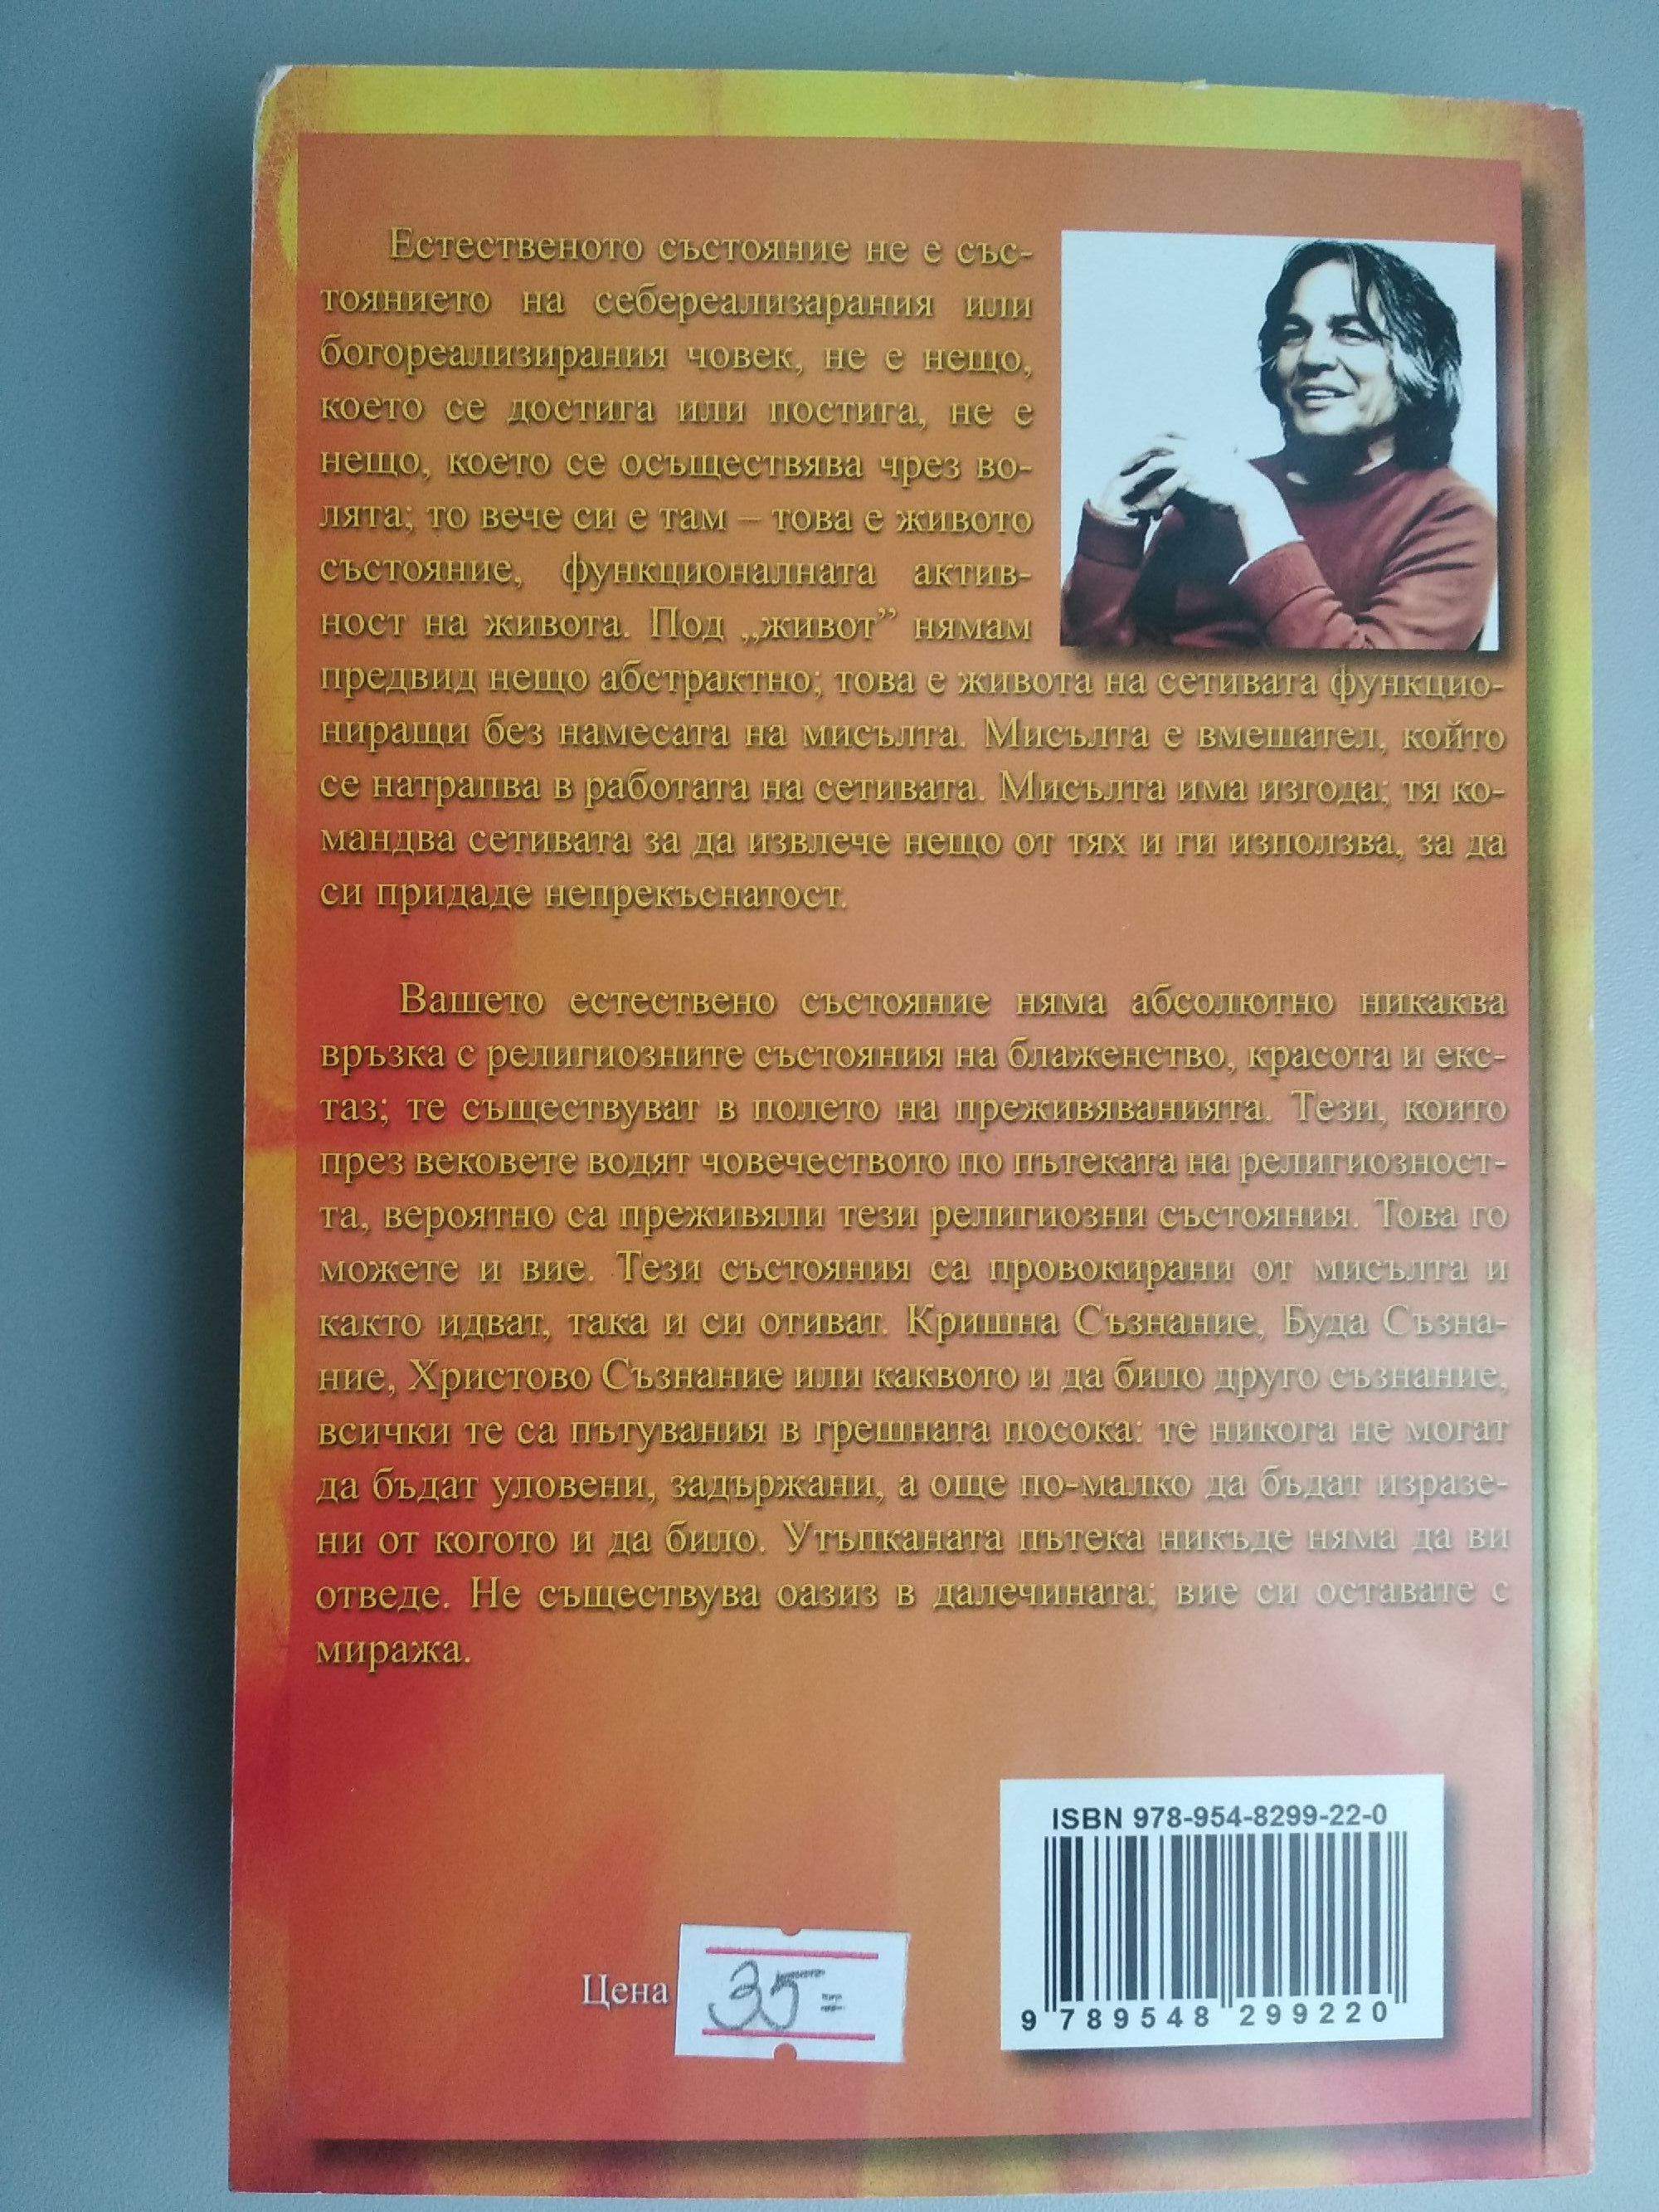 Естественото състояние не е със-
тоянието на себереализарания или
богореализирания човек, не е нещо,
което се достига или постига, не е
нещо, което се осъществява чрез во-
лята; то вече си е там – това е живото
състояние, функционалната актив-
ност на живота. Под „живот” нямам
предвид нещо абстрактно; това е живота на сетивата функцио-
ниращи без намесата на мисълта. Мисълта е вмешател, който
се натрапва в работата на сетивата. Мисълта има изгода; тя ко-
мандва сетивата за да извлече нещо от тях и ги използва, за да
си придаде непрекъснатост.
Вашето естествено състояние няма абсолютно никаква
връзка с религиозните състояния на блаженство, красота и екс-
таз; те съществуват в полето на преживяванията. Тези, които
през вековете водят човечеството по пътеката на религиозност-
та, вероятно са преживяли тези религиозни състояния. Това го
можете и вие. Тези състояния са провокирани от мисълта и
както идват, така и си отиват. Кришна Съзнание, Буда Съзна-
ние, Христово Съзнание или каквото и да било друго съзнание,
всички те са пътувания в грешната посока: те никога не могат
да бъдат уловени, задържани, а още по-малко да бъдат изразе-
ни от когото и да било. Утъпканата пътека никъде няма да ви
отведе. Не съществува оазиз в далечината; вие си оставате с
миража.
ISBN 978-954-8299-22-0
9 789548 299220
Цена 35=